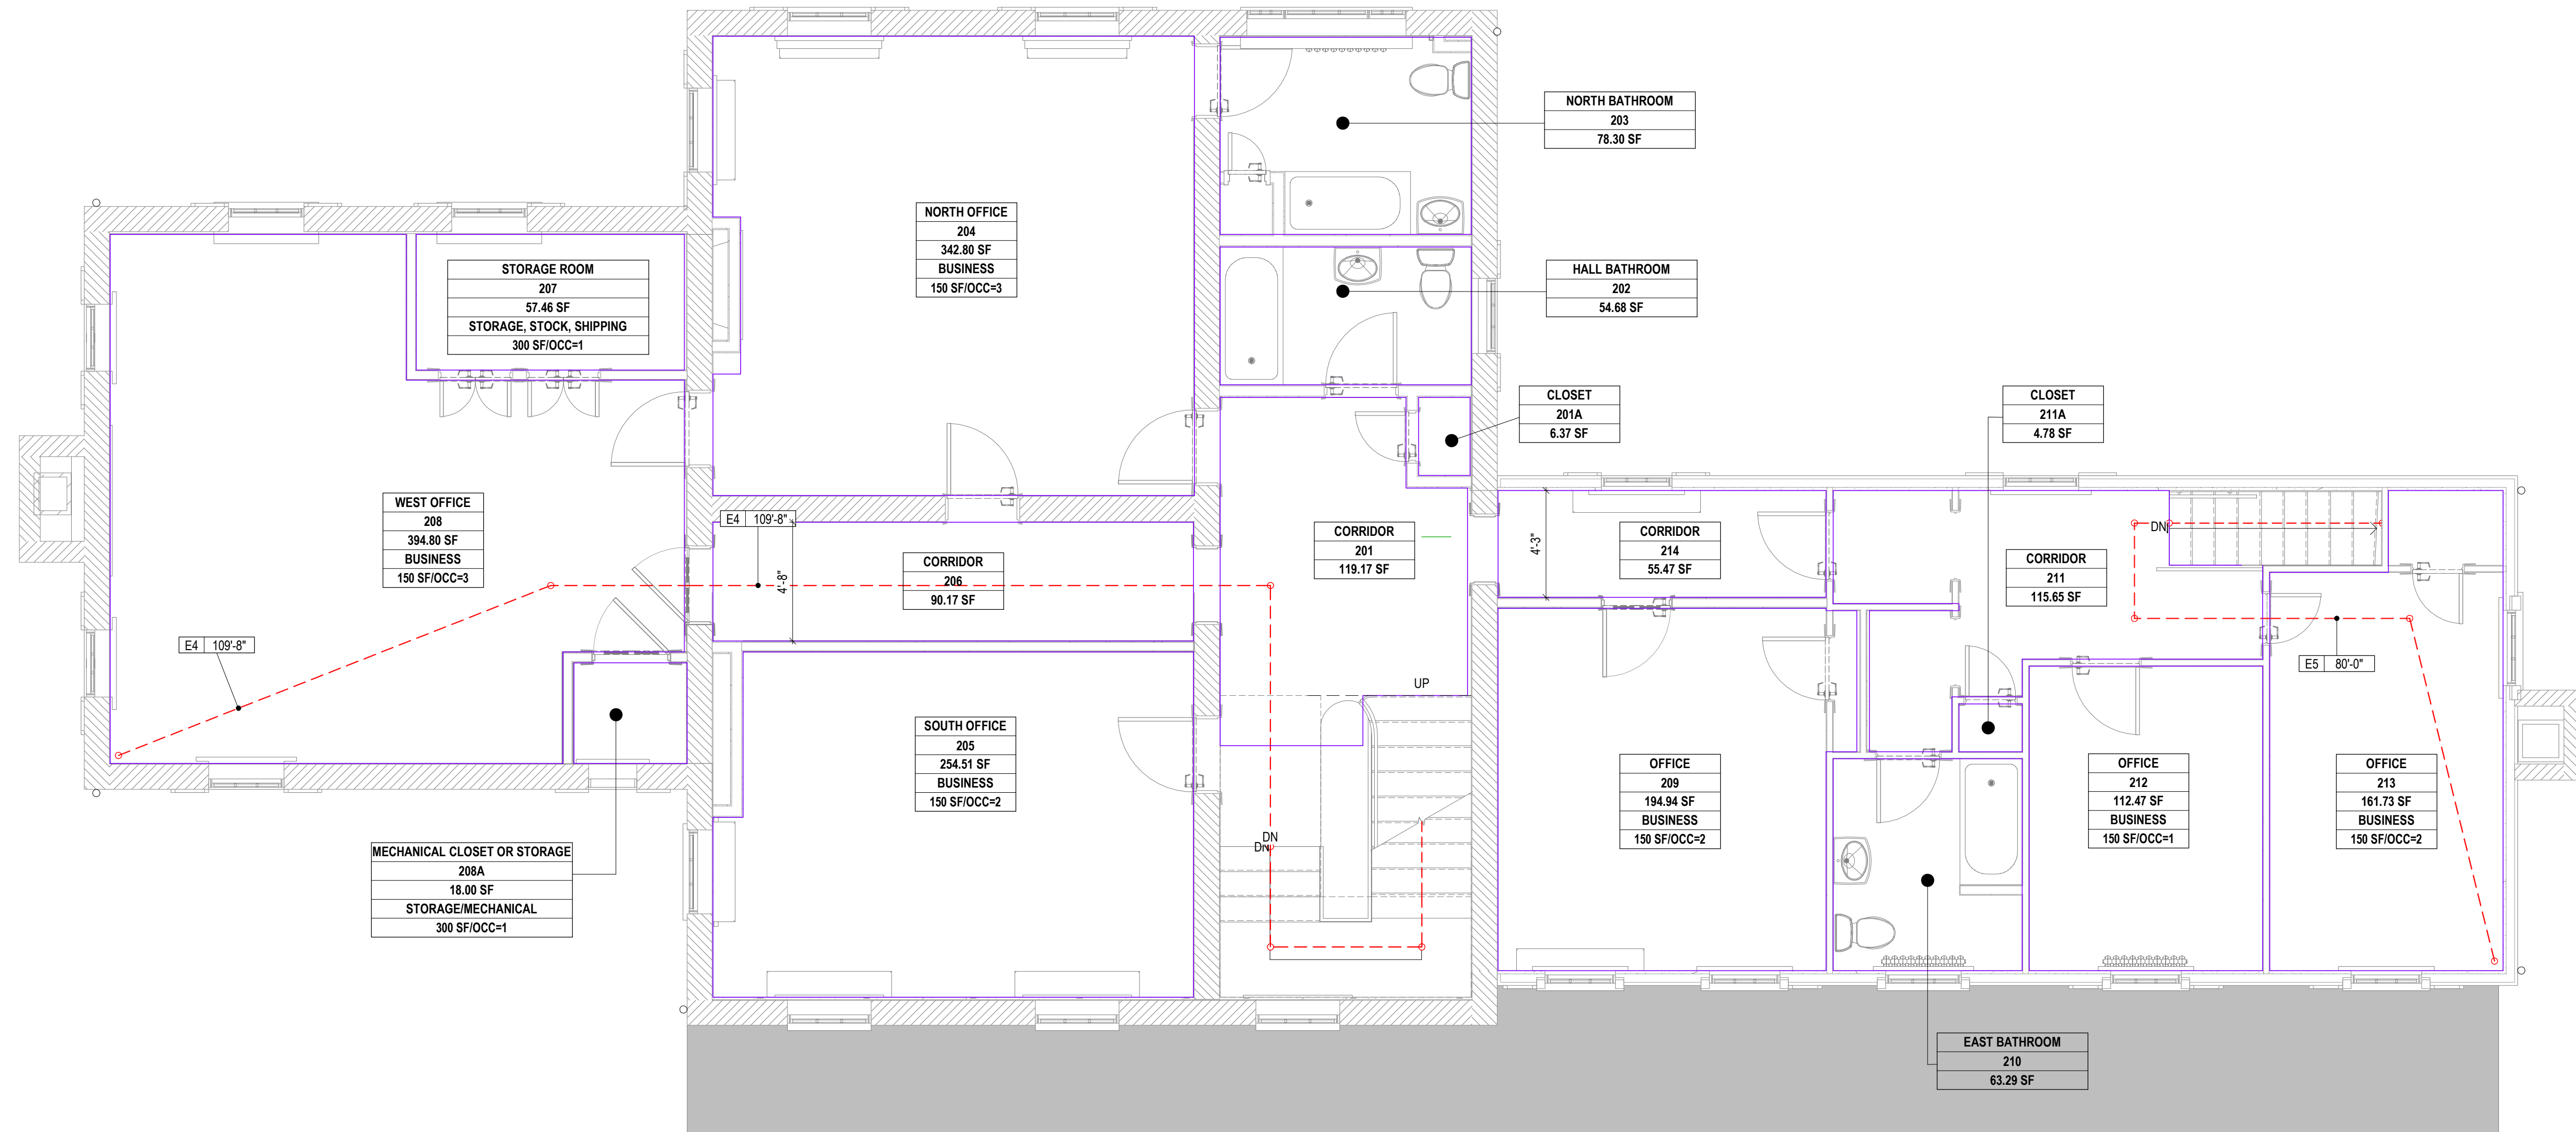 NORTH BATHROOM
203
78.30 SF
NORTH OFFICE
204
342.80 SF
BUSINESS
150 SF/OCC=3
STORAGE ROOM
207
57.46 SF
STORAGE, STOCK, SHIPPING
300 SF/OCC=1
HALL BATHROOM
202
54.68 SF
CLOSET
201A
6.37 SF
CLOSET
211A
4.78 SF
WEST OFFICE
208
394.80 SF
BUSINESS
150 SF/OCC=3
E4 109'-8"
4'-8"
CORRIDOR
206
90.17 SF
CORRIDOR
201
119.17 SF
4'-3"
CORRIDOR
214
55.47 SF
DN
CORRIDOR
211
115.65 SF
E4 109'-8"
E5 80'-0"
UP
SOUTH OFFICE
205
254.51 SF
BUSINESS
150 SF/OCC=2
OFFICE
209
194.94 SF
BUSINESS
150 SF/OCC=2
OFFICE
212
112.47 SF
BUSINESS
150 SF/OCC=1
OFFICE
213
161.73 SF
BUSINESS
150 SF/OCC=2
DN
DN
MECHANICAL CLOSET OR STORAGE
208A
18.00 SF
STORAGE/MECHANICAL
300 SF/OCC=1
EAST BATHROOM
210
63.29 SF